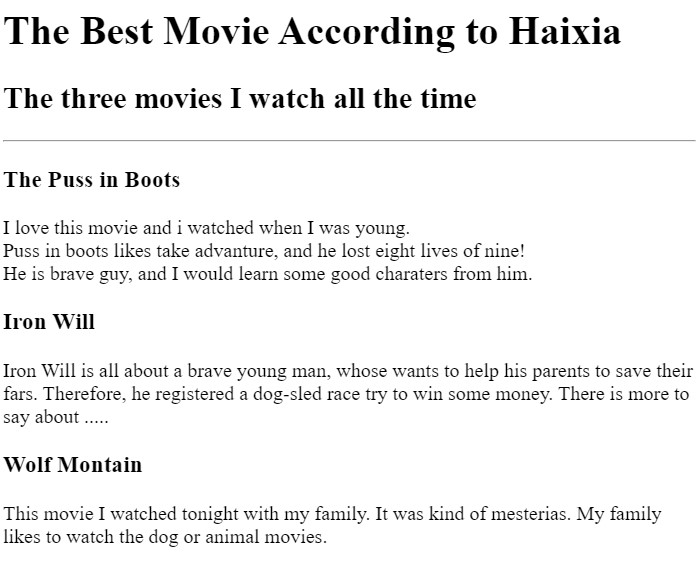 The Best Movie According to Haixia
The three movies I watch all the time
The Puss in Boots
I love this movie and i watched when I was young.
Puss in boots likes take advanture, and he lost eight lives of nine!
He is brave guy, and I would learn some good charaters from him.
Iron Will
Iron Will is all about a brave young man, whose wants to help his parents to save their
fars. Therefore, he registered a dog-sled race try to win some money. There is more to
say about .....
Wolf Montain
This movie I watched tonight with my family. It was kind of mesterias. My family
likes to watch the dog or animal movies.